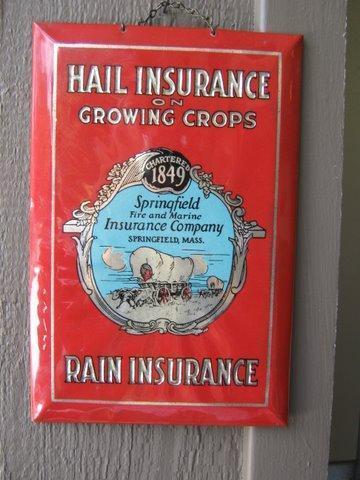 HAIL INSURANCE
ON
GROWING CROPS
CHARTERED
1849
Springfield
Fire and Marine
Insurance Company
SPRINGFIELD, MASS.
RAIN INSURANCE